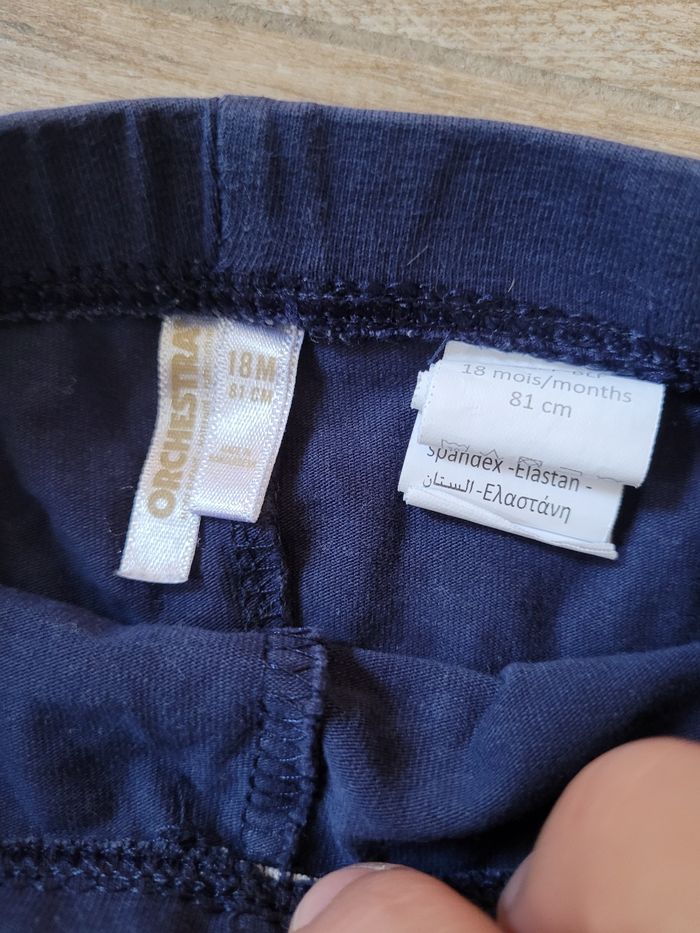 ORCHESTRA
18M
81 CM
18 mois/months
81 cm
spandex -Elastan -
الستان -Ελαστάνη